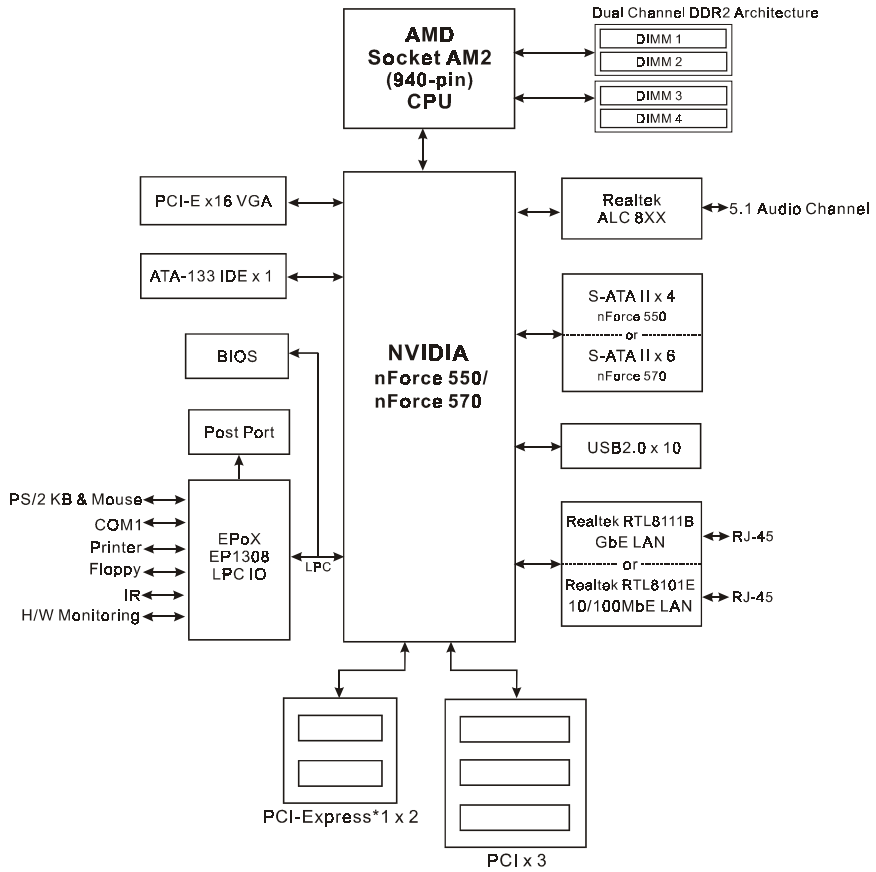 Dual Channel DDR2 Architecture
AMD
Socket AM2
(940-pin)
CPU
DIMM 1
DIMM 2
DIMM 3
DIMM 4
PCI-E x16 VGA
Realtek
ALC 8XX
5.1 Audio Channel
ATA-133 IDE x 1
S-ATA II x 4
nForce 550
or
S-ATA II x 6
nForce 570
BIOS
NVIDIA
nForce 550/
nForce 570
Post Port
USB2.0 x 10
PS/2 KB & Mouse
COM1
Printer
Floppy
IR
H/W Monitoring
EPoX
EP1308
LPC IO
LPC
Realtek RTL8111B
GbE LAN
or
Realtek RTL8101E
10/100MbE LAN
RJ-45
RJ-45
PCI-Express*1 x 2
PCI x 3